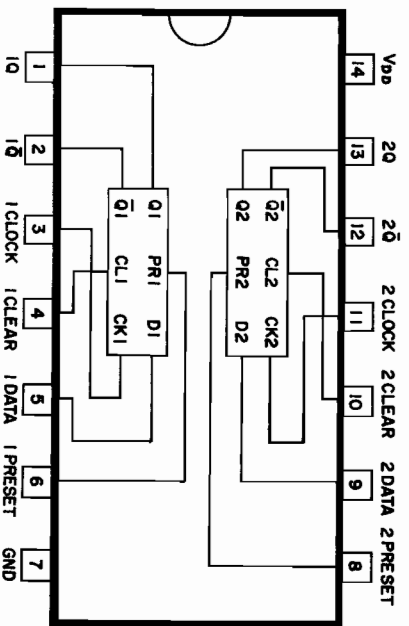 1Q 1 14 VDD
1Q̅ 2 13 2Q
1 CLOCK 3 12 2Q̅
1 CLEAR 4 11 2 CLOCK
1 DATA 5 10 2 CLEAR
1 PRESET 6 9 2 DATA
GND 7 8 2 PRESET
Q̅1 Q1
CL1 PR1
CK1 D1
Q2 Q̅2
PR2 CL2
D2 CK2